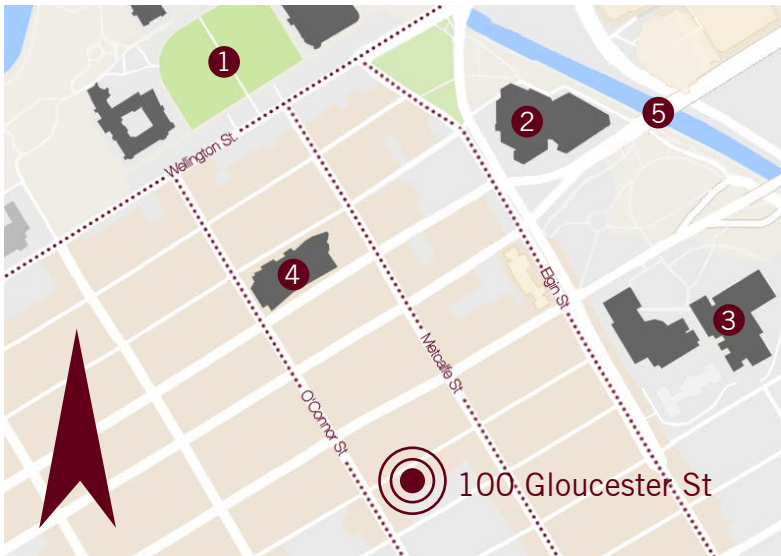 1
2
5
Wellington St.
4
Elgin St
3
Metcalfe St
O'Connor St
100 Gloucester St